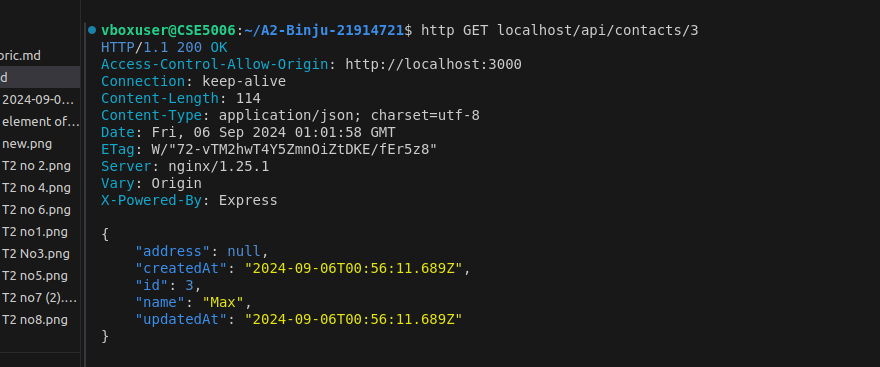 oric.md
d
2024-09-0...
element of...
new.png
T2 no 2.png
T2 no 4.png
T2 no 6.png
T2 no1.png
T2 No3.png
T2 no5.png
T2 no7 (2)....
T2 no8.png
vboxuser@CSE5006:~/A2-Binju-21914721$ http GET localhost/api/contacts/3
HTTP/1.1 200 OK
Access-Control-Allow-Origin: http://localhost:3000
Connection: keep-alive
Content-Length: 114
Content-Type: application/json; charset=utf-8
Date: Fri, 06 Sep 2024 01:01:58 GMT
ETag: W/"72-vTM2hwT4Y5ZmnOiZtDKE/fEr5z8"
Server: nginx/1.25.1
Vary: Origin
X-Powered-By: Express
{
    "address": null,
    "createdAt": "2024-09-06T00:56:11.689Z",
    "id": 3,
    "name": "Max",
    "updatedAt": "2024-09-06T00:56:11.689Z"
}